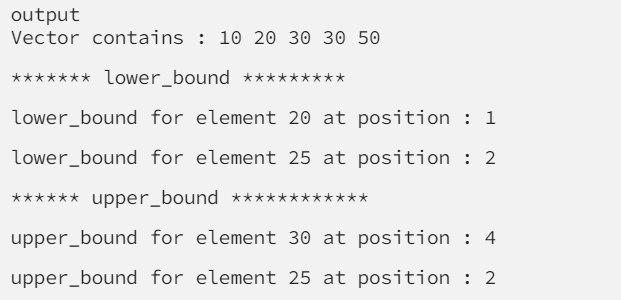 output
Vector contains : 10 20 30 30 50
******* lower_bound *********
lower_bound for element 20 at position : 1
lower_bound for element 25 at position : 2
****** upper_bound ************
upper_bound for element 30 at position : 4
upper_bound for element 25 at position : 2